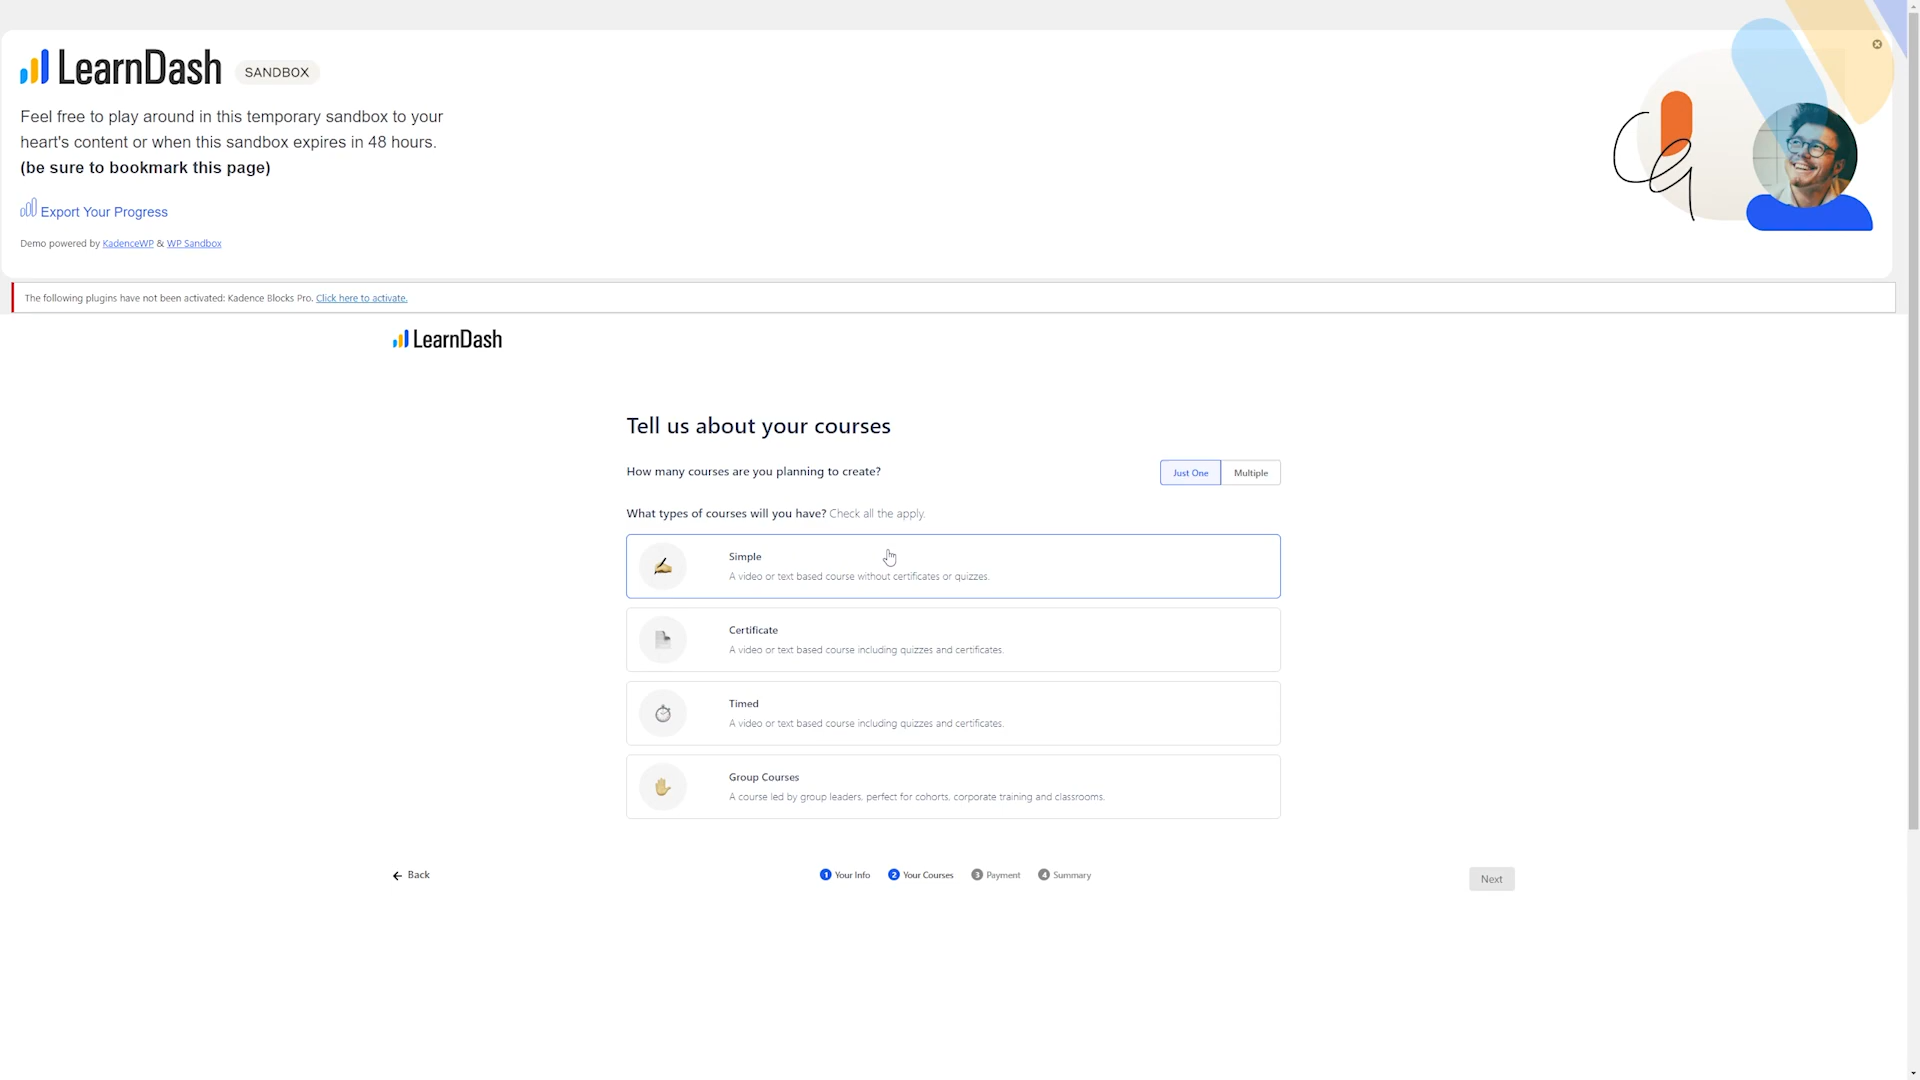 LearnDash SANDBOX
Feel free to play around in this temporary sandbox to your
heart's content or when this sandbox expires in 48 hours.
(be sure to bookmark this page)
Export Your Progress
Demo powered by KadenceWP & WP Sandbox
The following plugins have not been activated: Kadence Blocks Pro. Click here to activate.
LearnDash
Tell us about your courses
How many courses are you planning to create?
Just One
Multiple
What types of courses will you have? Check all the apply.
Simple
A video or text based course without certificates or quizzes.
Certificate
A video or text based course including quizzes and certificates.
Timed
A video or text based course including quizzes and certificates.
Group Courses
A course led by group leaders, perfect for cohorts, corporate training and classrooms.
Back
1 Your Info
2 Your Courses
3 Payment
4 Summary
Next